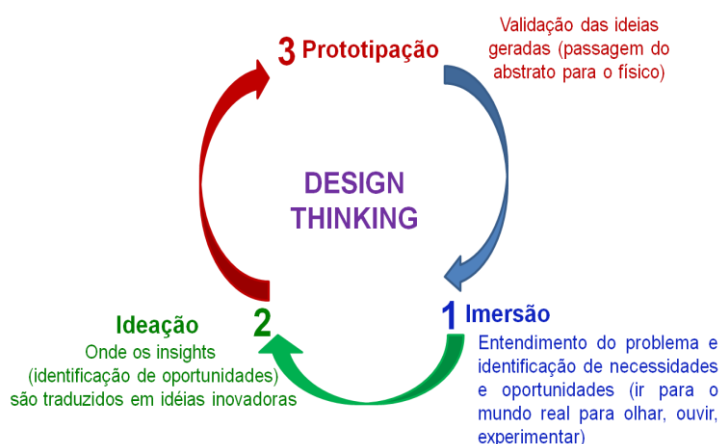 3 Prototipação
Validação das ideias
geradas (passagem do
abstrato para o físico)
DESIGN
THINKING
1 Imersão
Entendimento do problema e
identificação de necessidades
e oportunidades (ir para o
mundo real para olhar, ouvir,
experimentar)
Ideação 2
Onde os insights
(identificação de oportunidades)
são traduzidos em idéias inovadoras